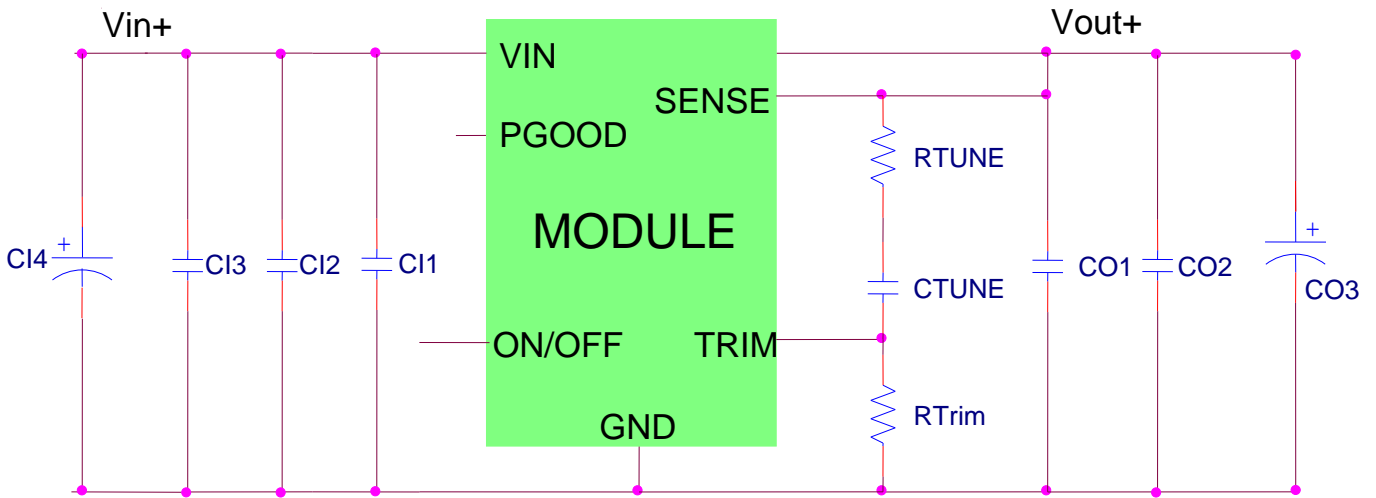 Vin+
Vout+
VIN
SENSE
PGOOD
RTUNE
MODULE
+
CI4
CI3
CI2
CI1
CTUNE
CO1
CO2
+
CO3
ON/OFF
TRIM
RTrim
GND